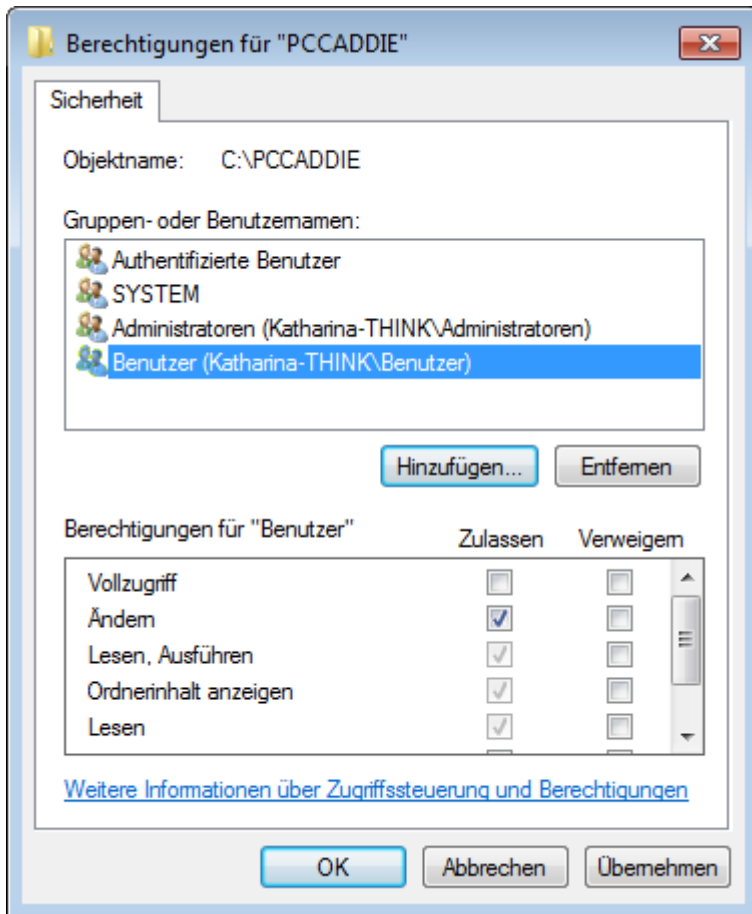 Berechtigungen für "PCCADDIE"
Sicherheit
Objektname: C:\PCCADDIE
Gruppen- oder Benutzernamen:
Authentifizierte Benutzer
SYSTEM
Administratoren (Katharina-THINK\Administratoren)
Benutzer (Katharina-THINK\Benutzer)
Hinzufügen... Entfernen
Berechtigungen für "Benutzer" Zulassen Verweigern
Vollzugriff
Ändern
Lesen, Ausführen
Ordnerinhalt anzeigen
Lesen
Weitere Informationen über Zugriffssteuerung und Berechtigungen
OK Abbrechen Übernehmen